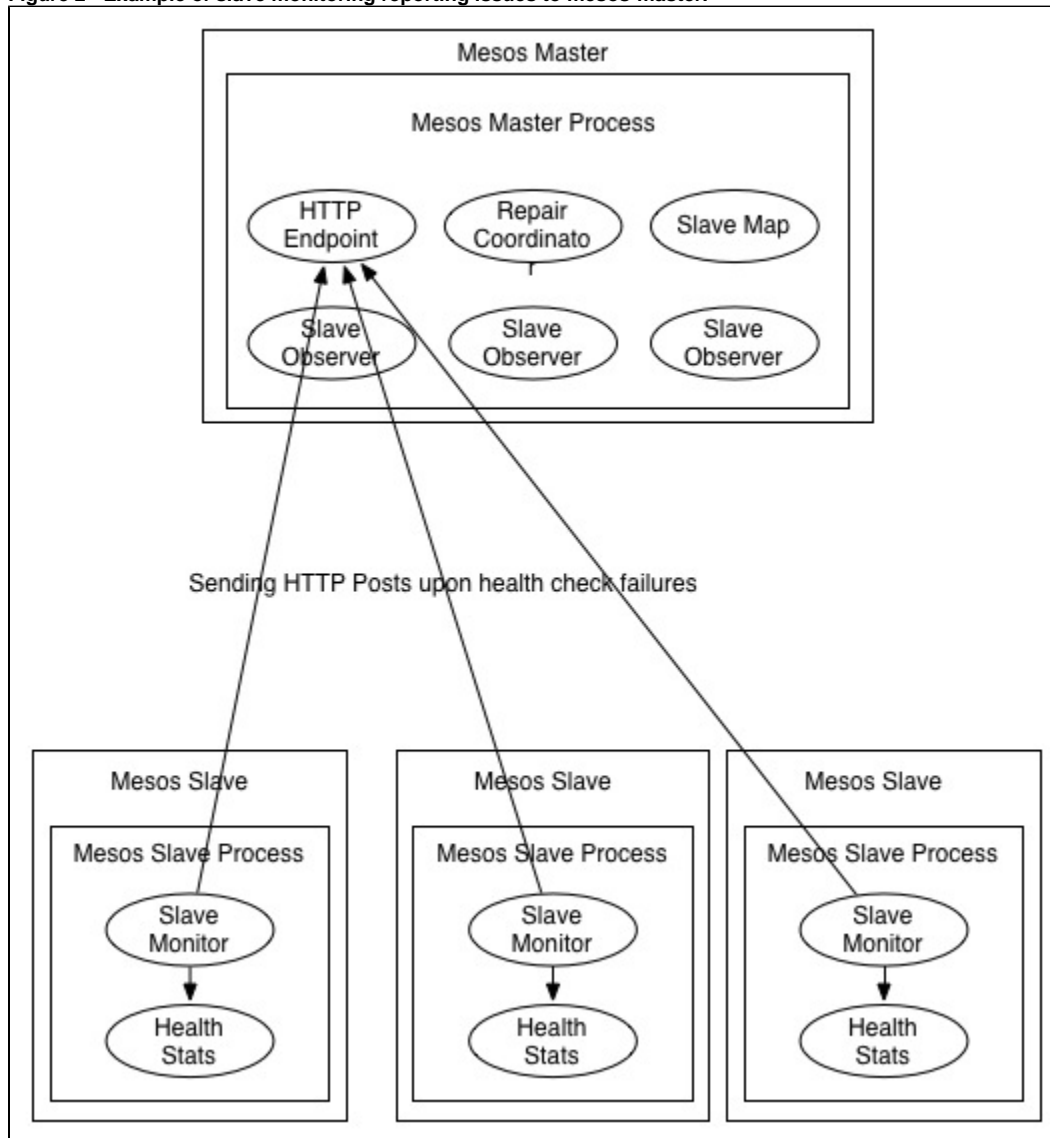 Figure 2 - Example of slave monitoring reporting issues to Mesos Master.
Mesos Master
Mesos Master Process
HTTP
Endpoint
Repair
Coordinato
r
Slave Map
Slave
Observer
Slave
Observer
Slave
Observer
Sending HTTP Posts upon health check failures
Mesos Slave
Mesos Slave Process
Slave
Monitor
Health
Stats
Mesos Slave
Mesos Slave Process
Slave
Monitor
Health
Stats
Mesos Slave
Mesos Slave Process
Slave
Monitor
Health
Stats